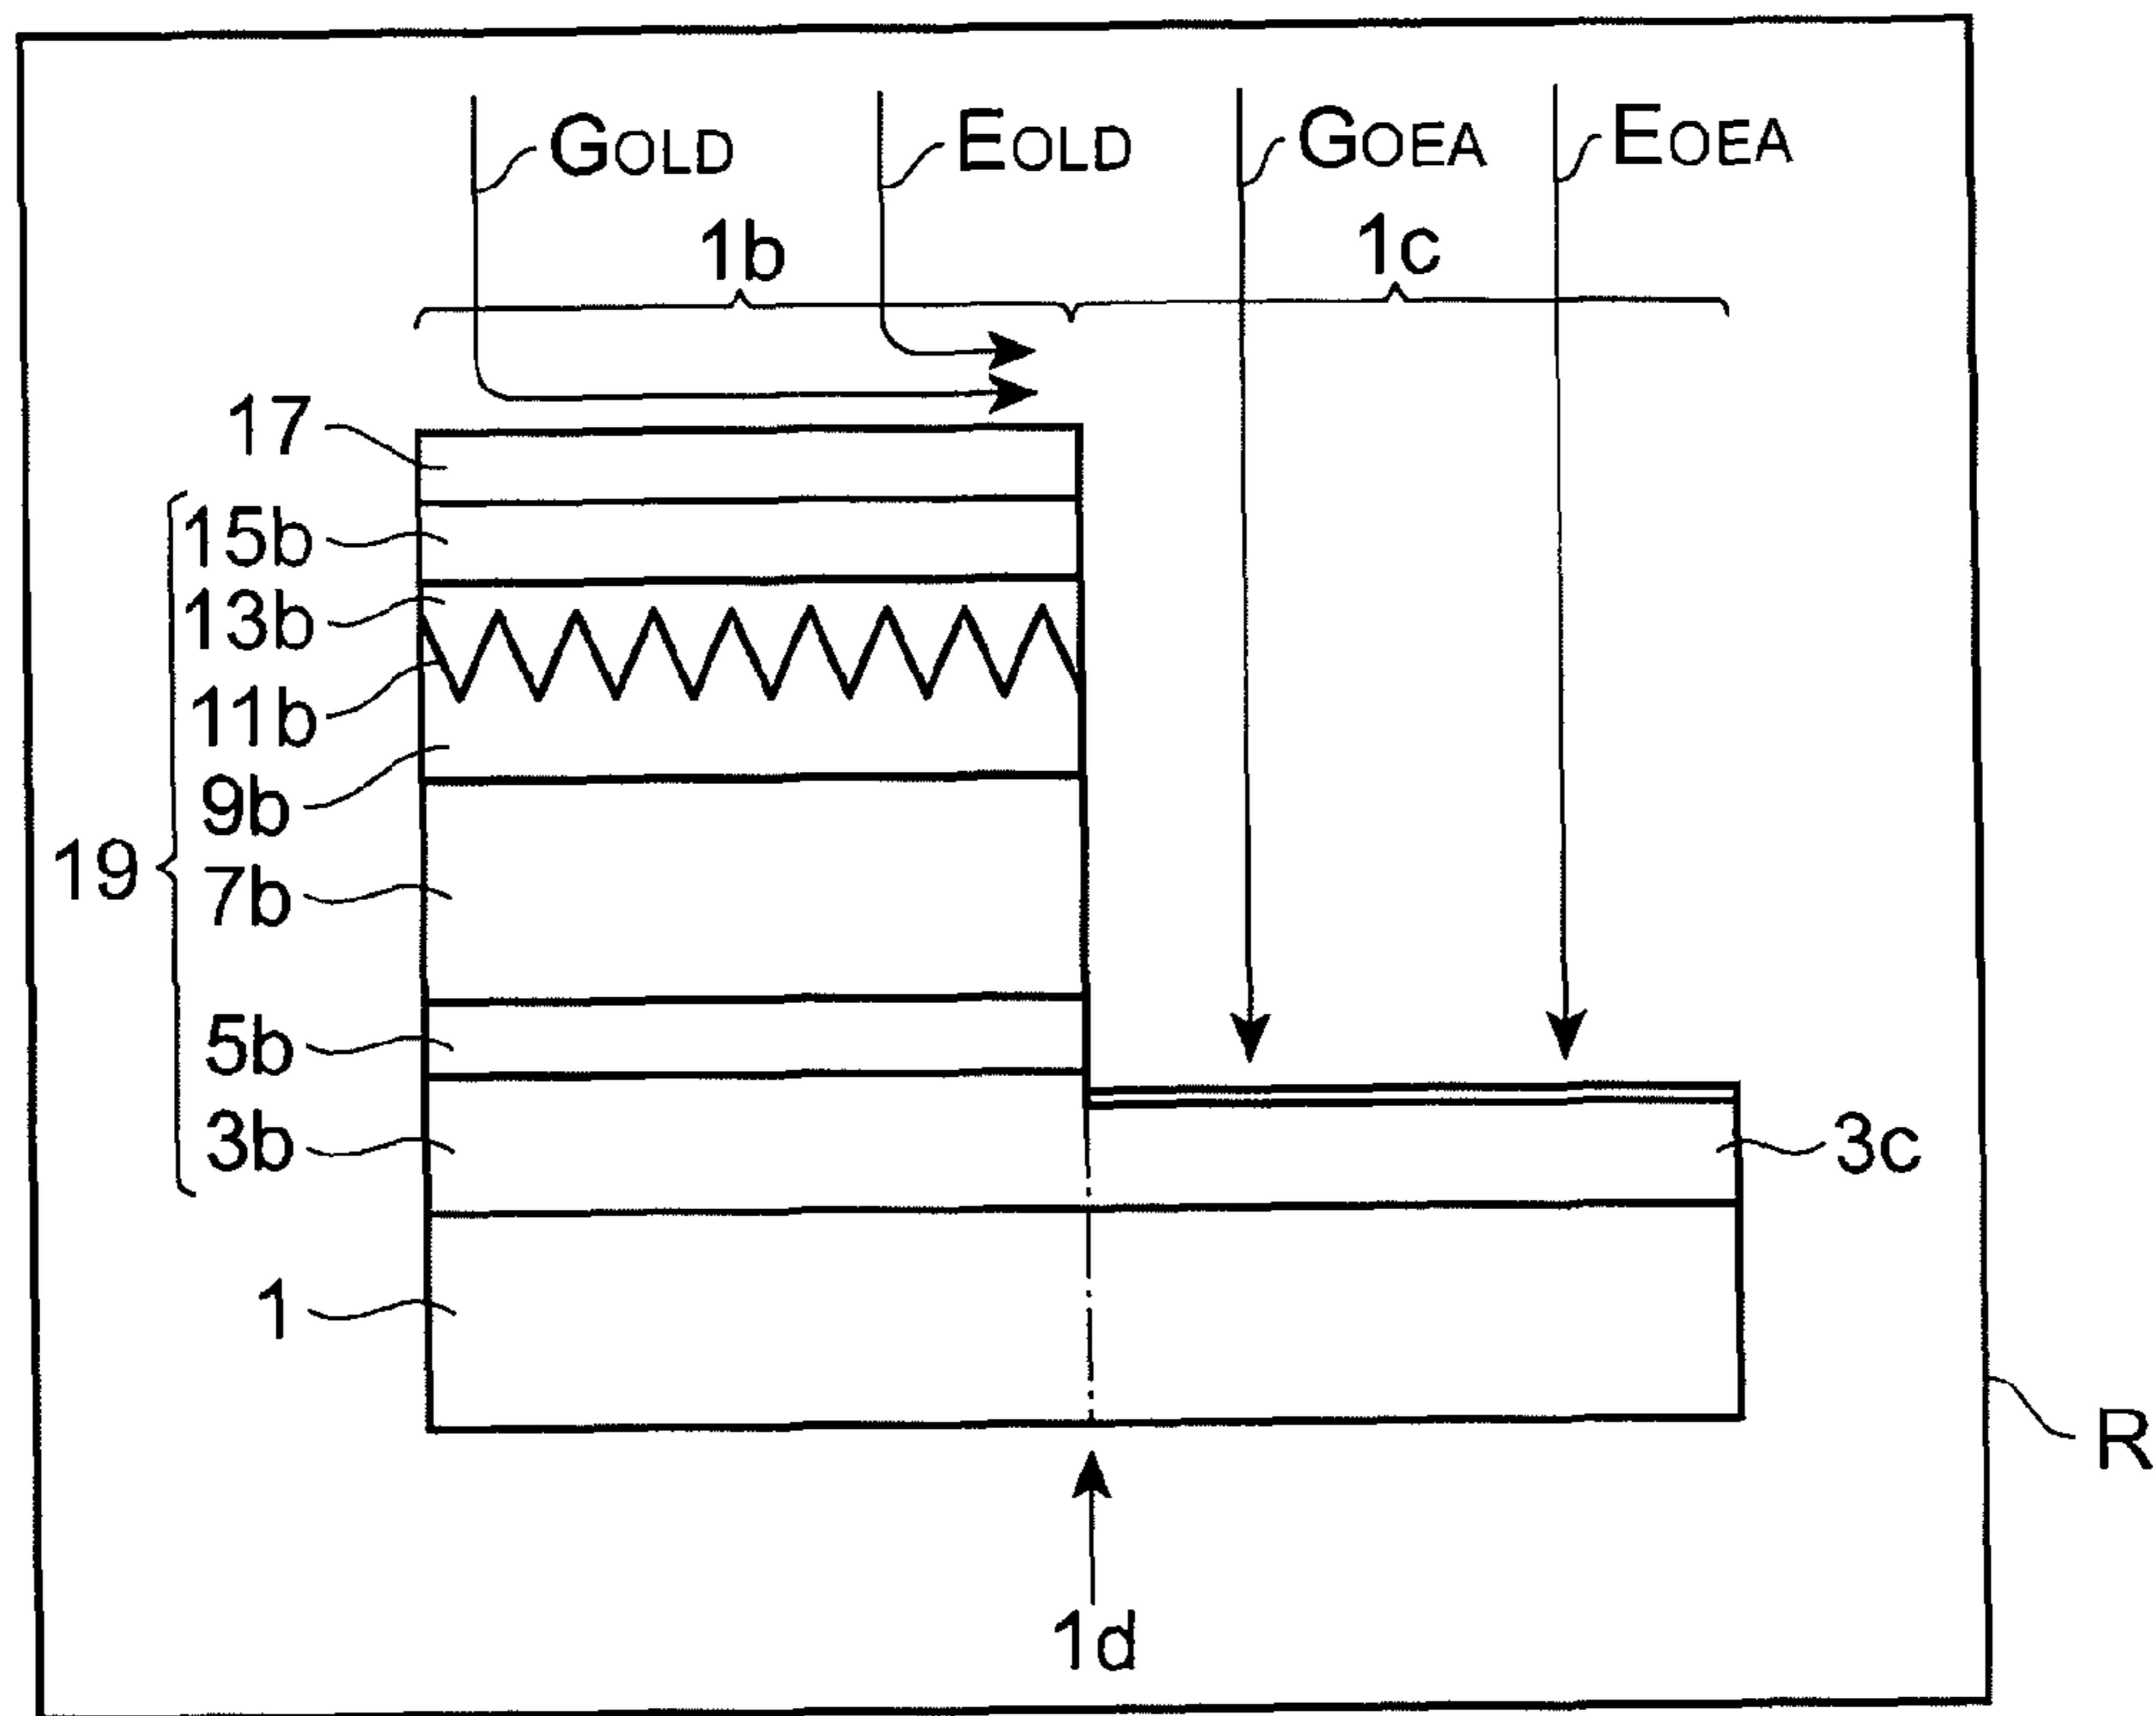 GOLD EOLD GOEA EOEA
1b 1c
17
15b
13b
11b
9b
19
7b
5b
3b 3c
1
R
1d